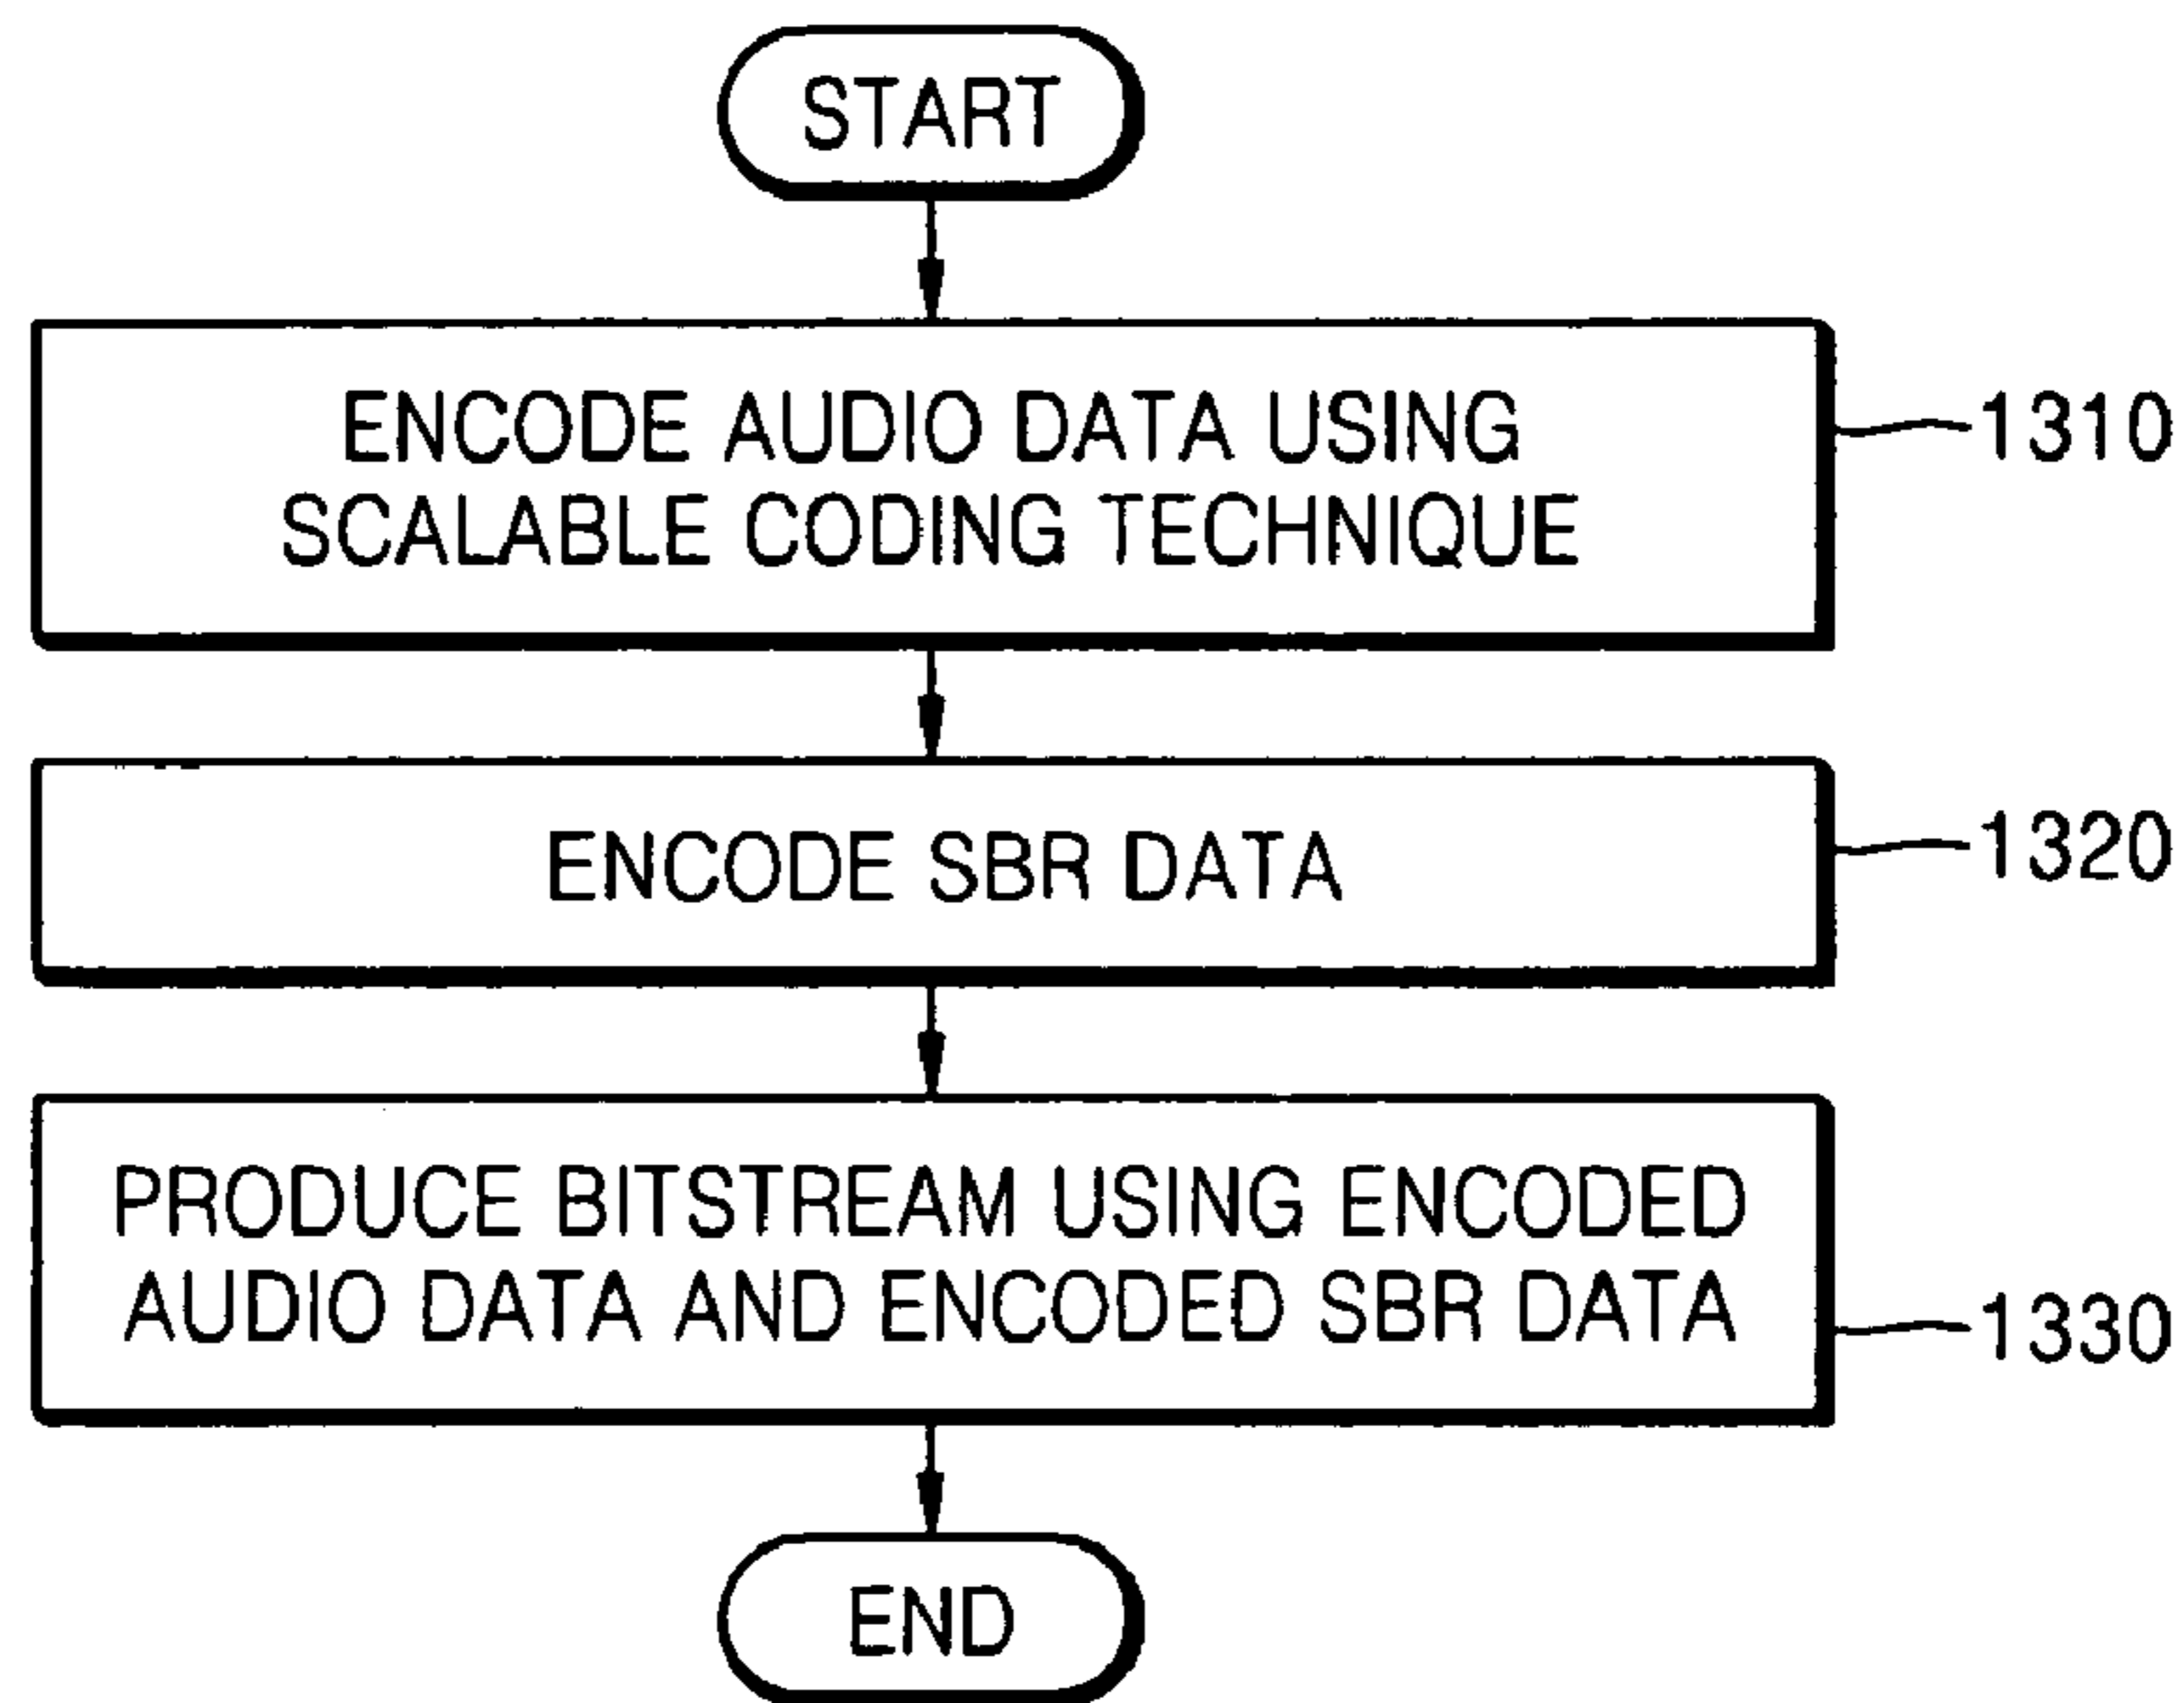 START
ENCODE AUDIO DATA USING
SCALABLE CODING TECHNIQUE
1310
ENCODE SBR DATA
1320
PRODUCE BITSTREAM USING ENCODED
AUDIO DATA AND ENCODED SBR DATA
1330
END